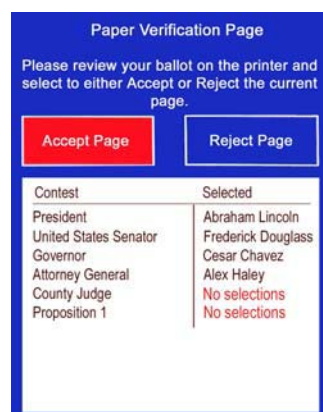 Paper Verification Page
Please review your ballot on the printer and
select to either Accept or Reject the current
page.
Accept Page Reject Page
Contest Selected
President Abraham Lincoln
United States Senator Frederick Douglass
Governor Cesar Chavez
Attorney General Alex Haley
County Judge No selections
Proposition 1 No selections